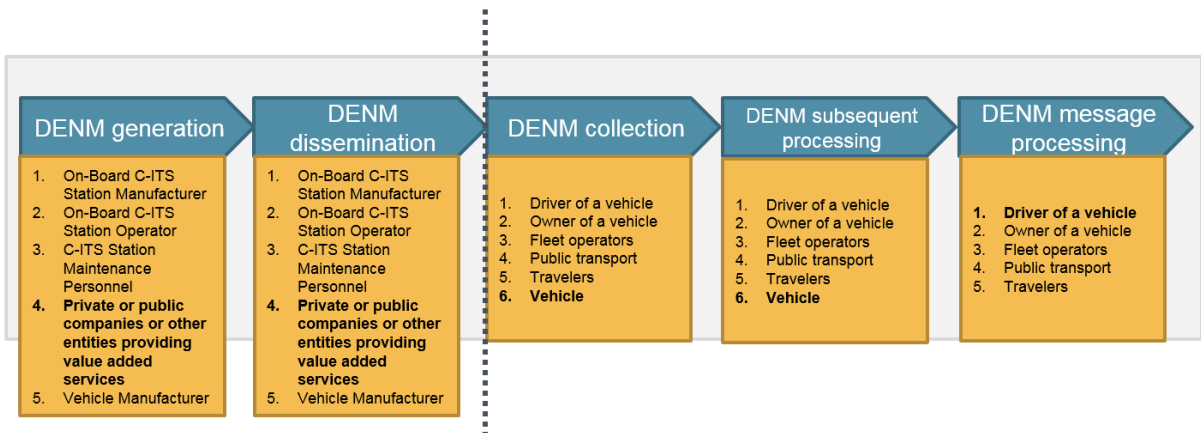 DENM generation
1. On-Board C-ITS
Station Manufacturer
2. On-Board C-ITS
Station Operator
3. C-ITS Station
Maintenance
Personnel
4. Private or public
companies or other
entities providing
value added
services
5. Vehicle Manufacturer
DENM
dissemination
1. On-Board C-ITS
Station Manufacturer
2. On-Board C-ITS
Station Operator
3. C-ITS Station
Maintenance
Personnel
4. Private or public
companies or other
entities providing
value added
services
5. Vehicle Manufacturer
DENM collection
1. Driver of a vehicle
2. Owner of a vehicle
3. Fleet operators
4. Public transport
5. Travelers
6. Vehicle
DENM subsequent
processing
1. Driver of a vehicle
2. Owner of a vehicle
3. Fleet operators
4. Public transport
5. Travelers
6. Vehicle
DENM message
processing
1. Driver of a vehicle
2. Owner of a vehicle
3. Fleet operators
4. Public transport
5. Travelers